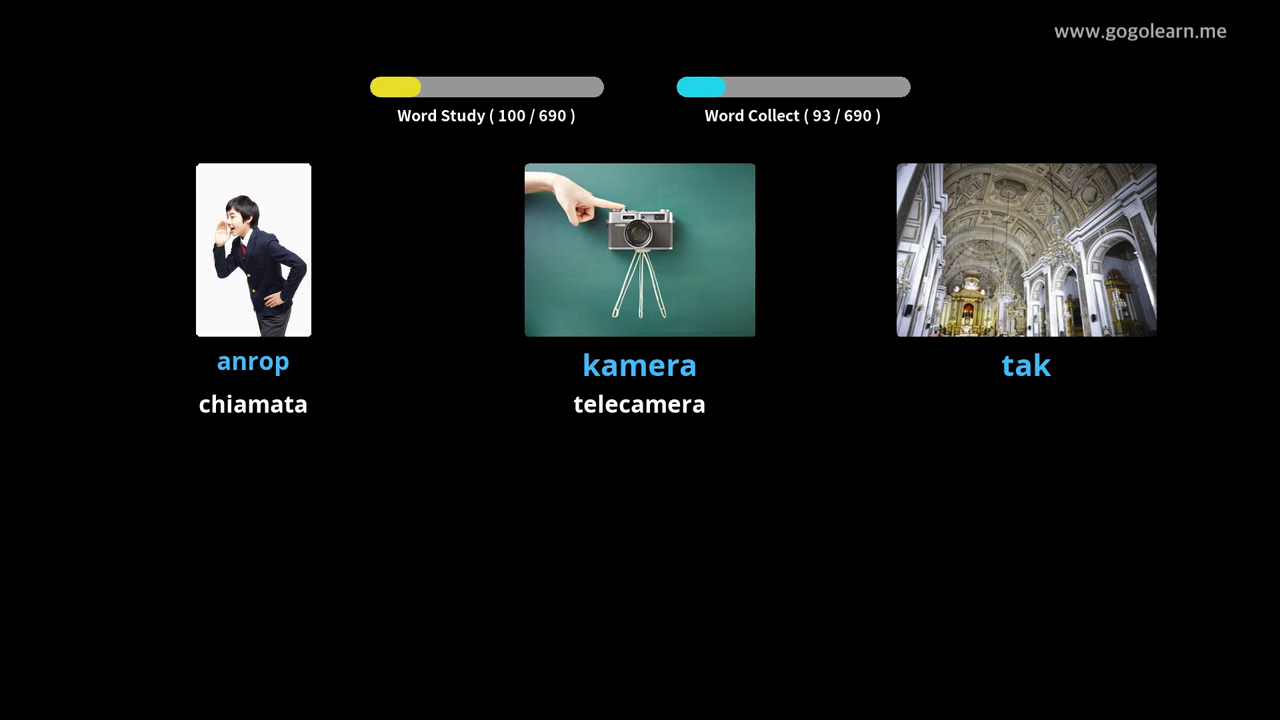 www.gogolearn.me
Word Study ( 100 / 690 )
Word Collect ( 93 / 690 )
anrop
kamera
tak
chiamata
telecamera